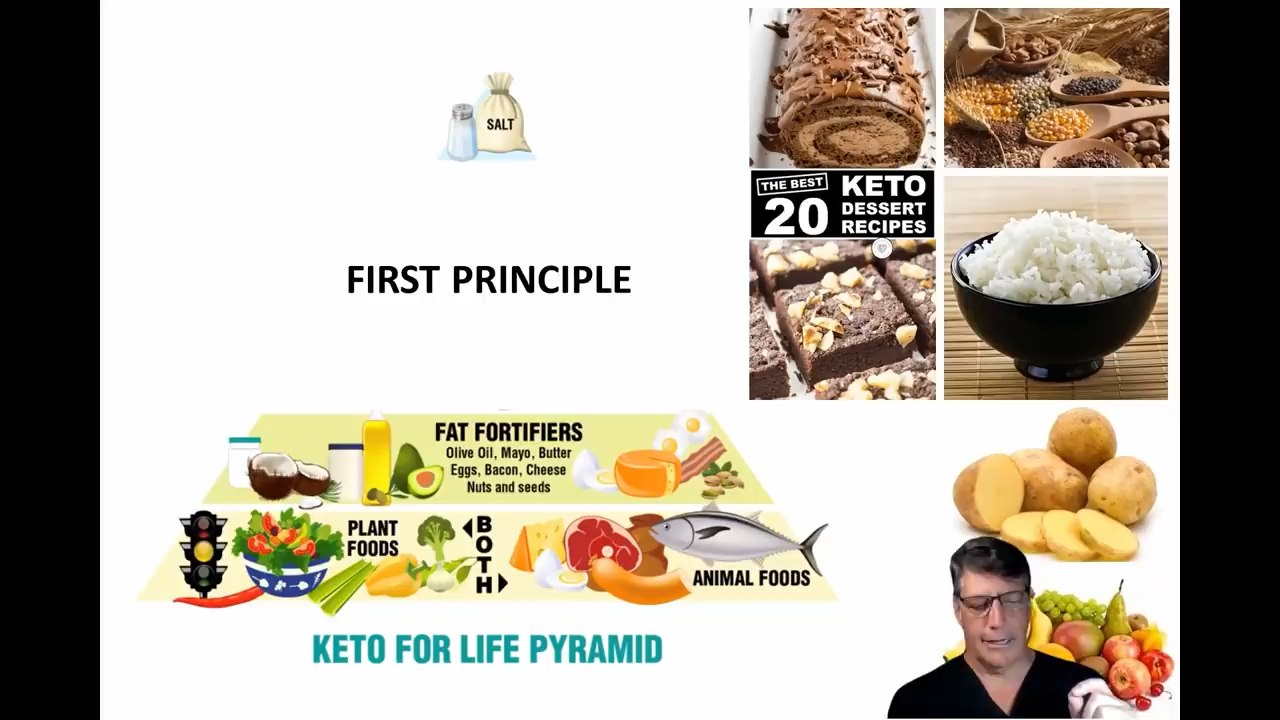 SALT
THE BEST
20
KETO
DESSERT
RECIPES
FIRST PRINCIPLE
FAT FORTIFIERS
Olive Oil, Mayo, Butter
Eggs, Bacon, Cheese
Nuts and seeds
PLANT
FOODS
BOTH
ANIMAL FOODS
KETO FOR LIFE PYRAMID